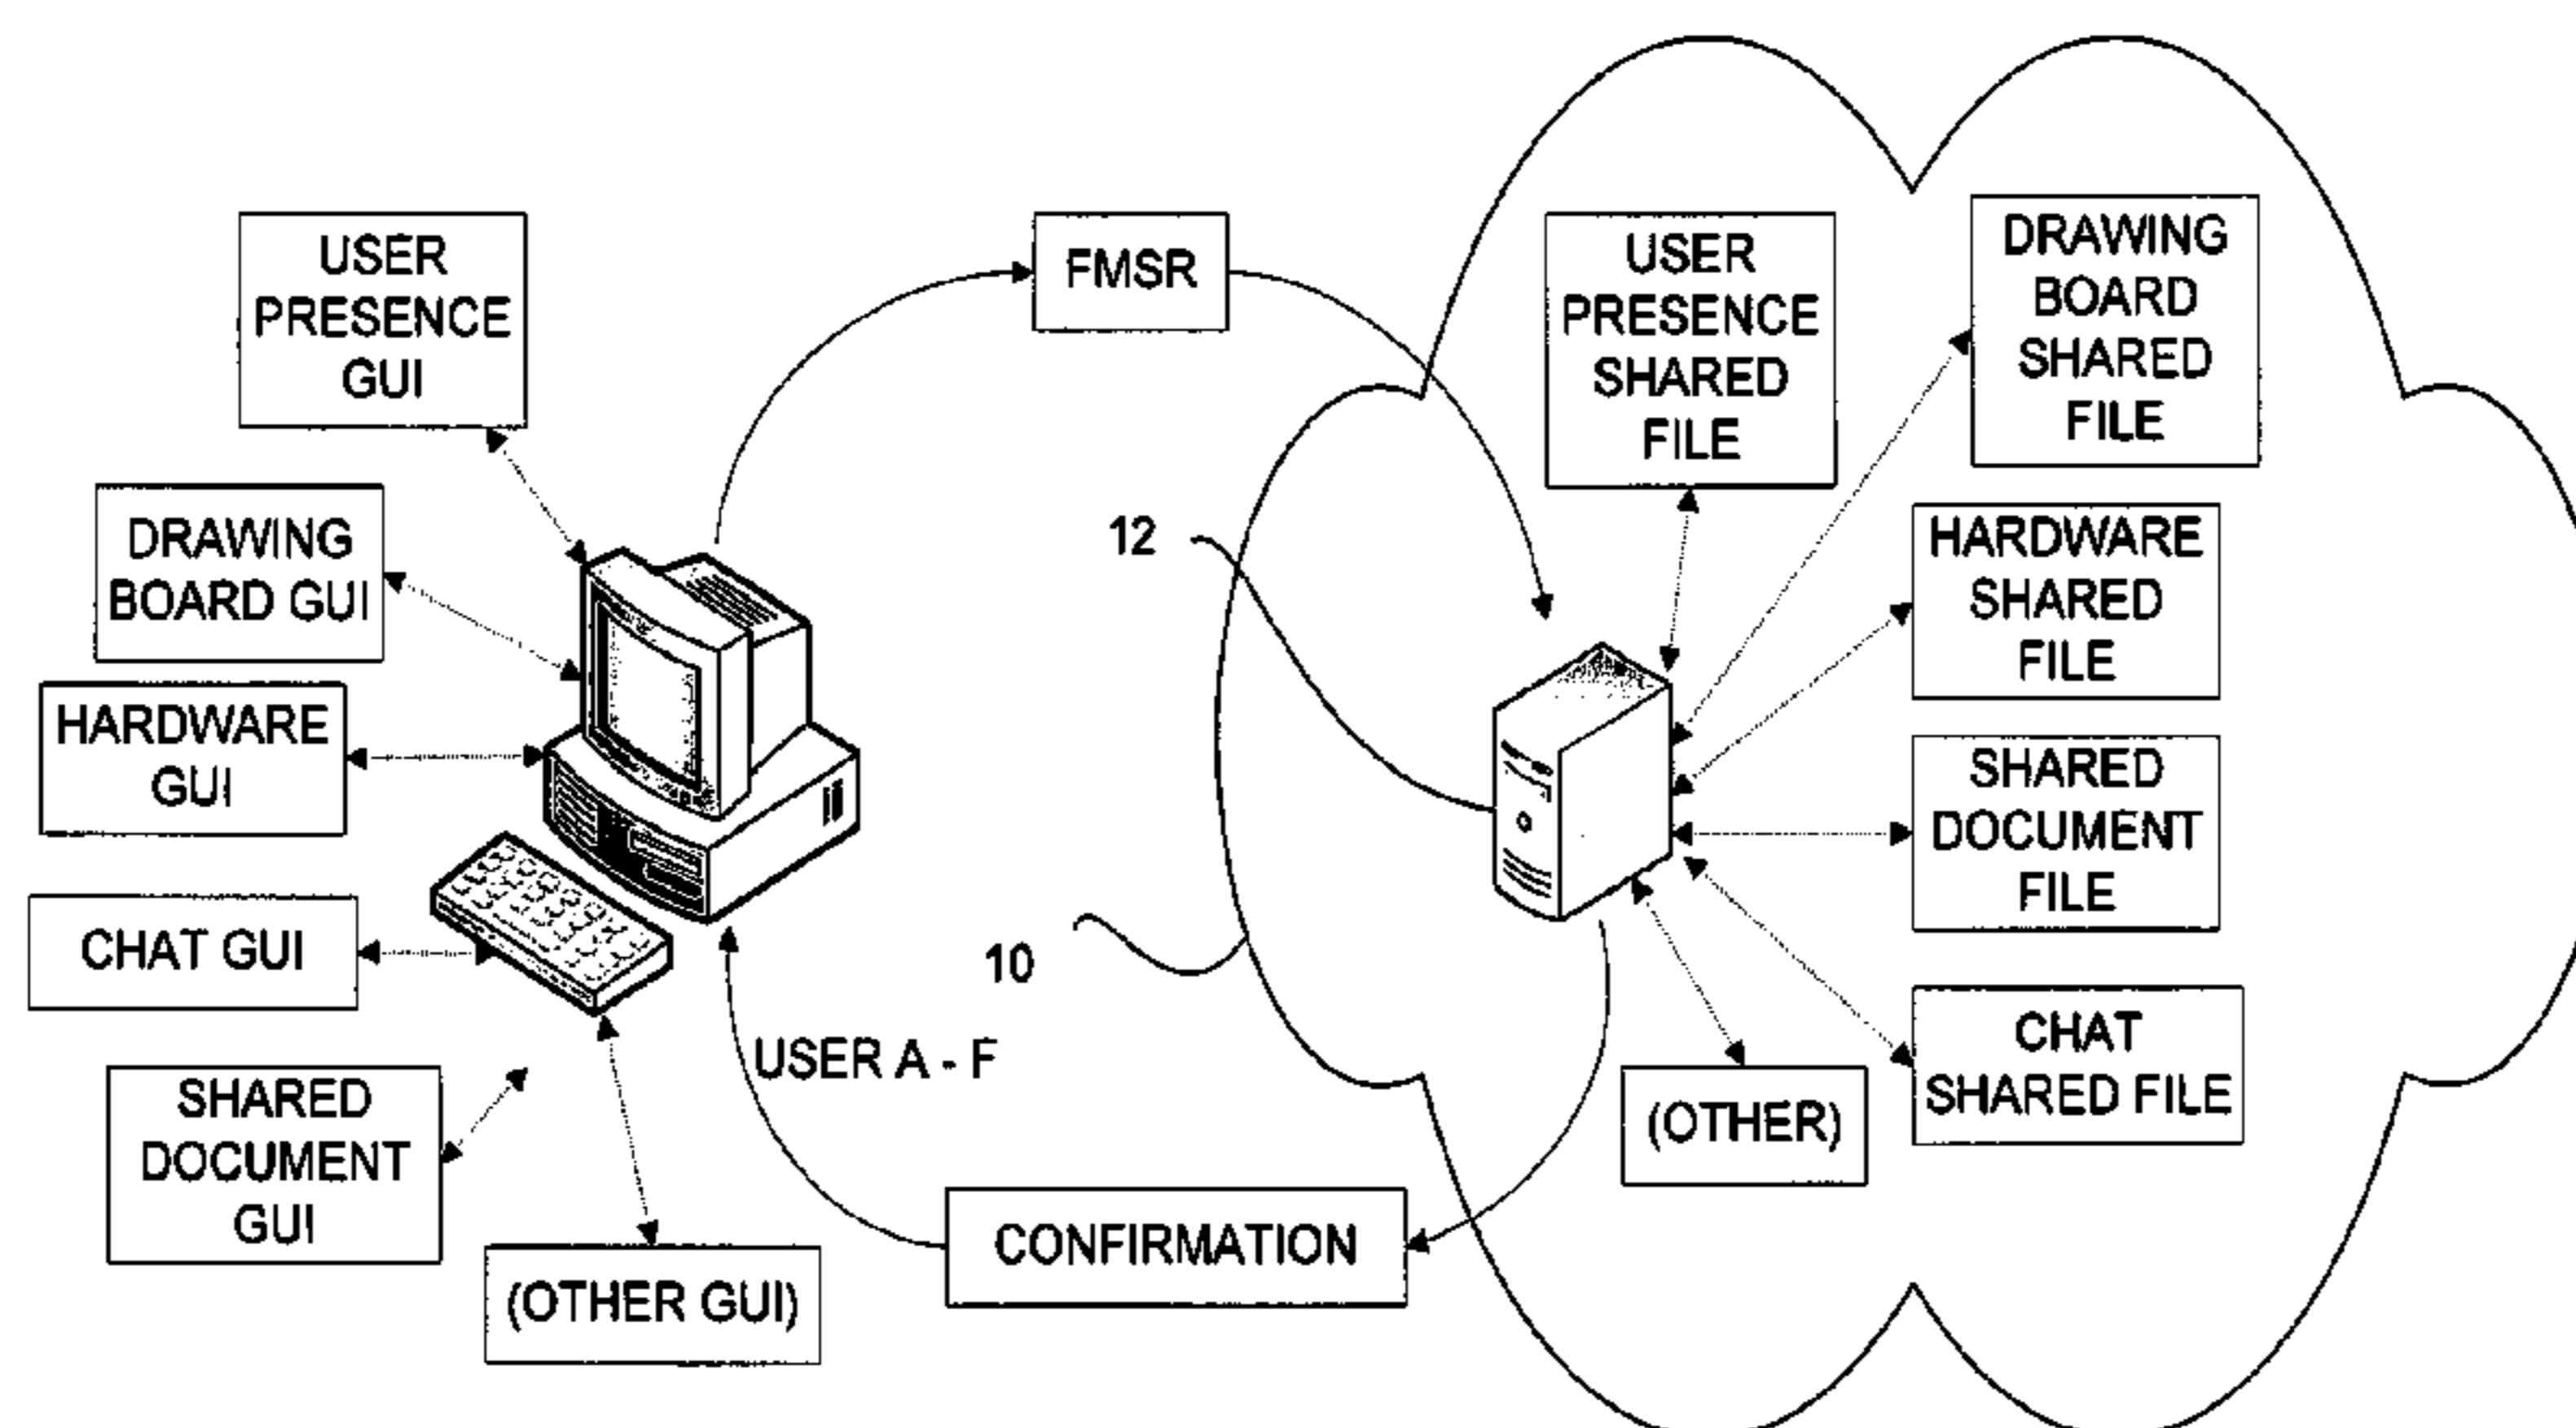 USER
PRESENCE
GUI
DRAWING
BOARD GUI
HARDWARE
GUI
CHAT GUI
SHARED
DOCUMENT
GUI
(OTHER GUI)
USER A - F
FMSR
CONFIRMATION
12
10
USER
PRESENCE
SHARED
FILE
DRAWING
BOARD
SHARED
FILE
HARDWARE
SHARED
FILE
SHARED
DOCUMENT
FILE
CHAT
SHARED FILE
(OTHER)